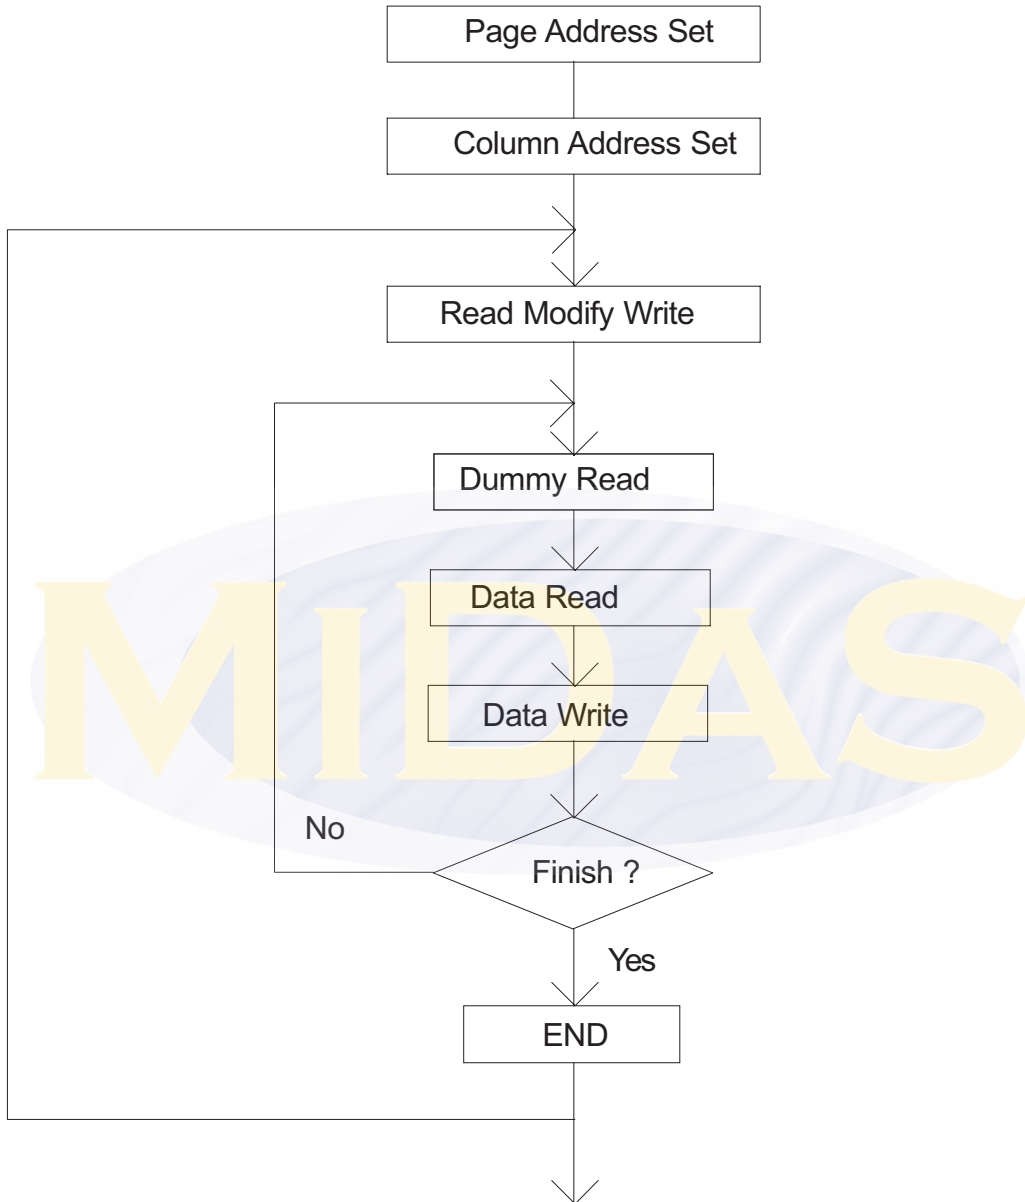 Page Address Set
Column Address Set
Read Modify Write
Dummy Read
Data Read
Data Write
No
Finish ?
Yes
END
MIDAS